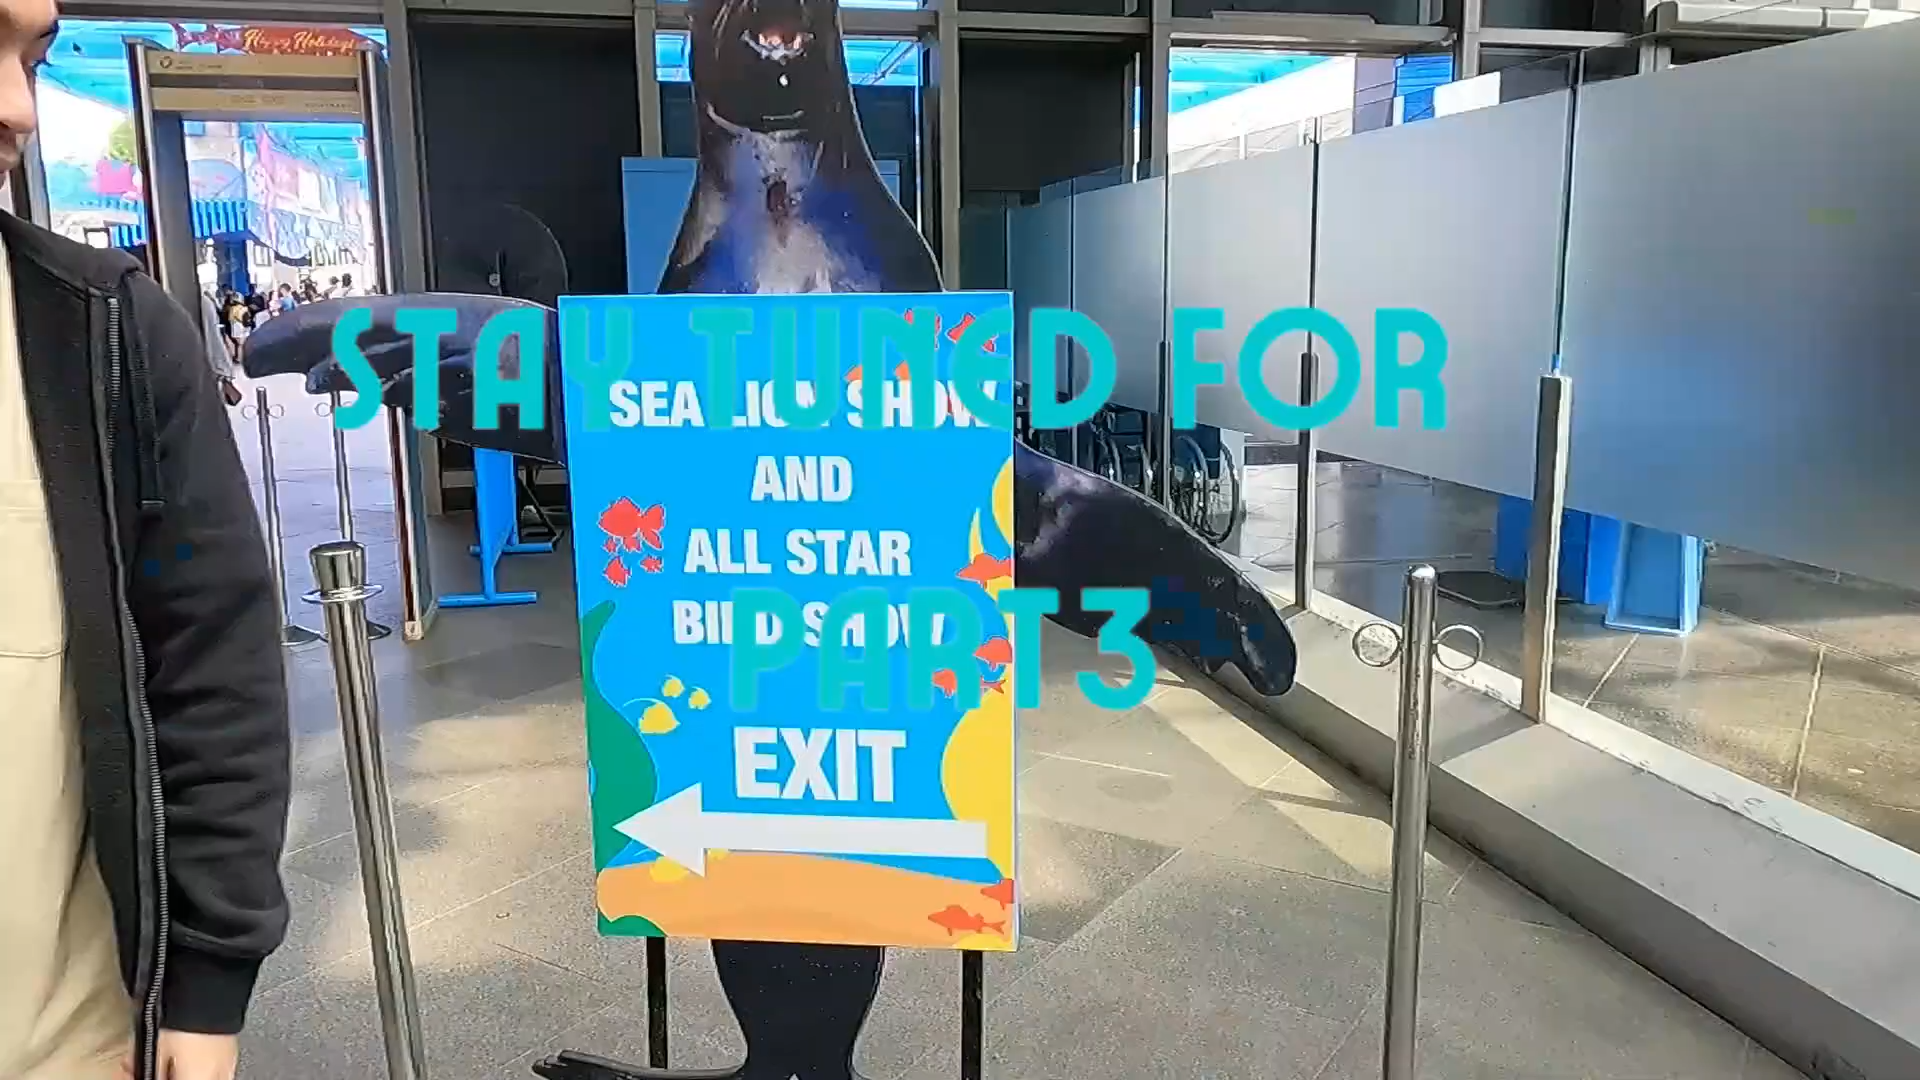 Happy Holidays!
STAY TUNED FOR
SEA LION SHOW
AND
ALL STAR
BIRD SHOW
PART 3
EXIT